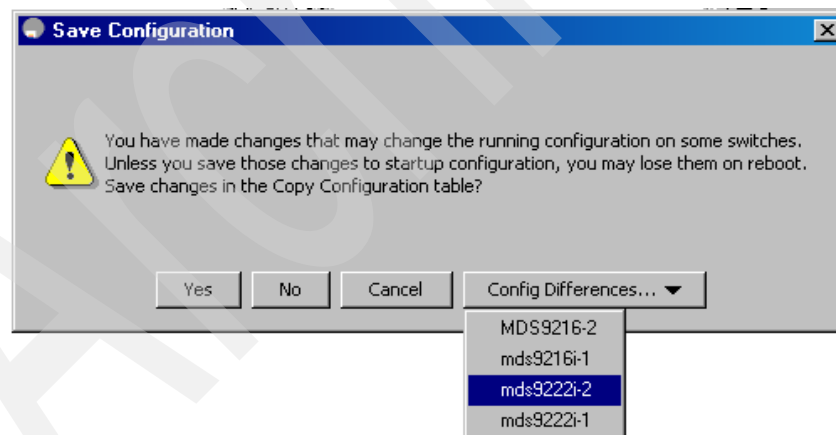 Save Configuration
You have made changes that may change the running configuration on some switches.
Unless you save those changes to startup configuration, you may lose them on reboot.
Save changes in the Copy Configuration table?
Yes No Cancel Config Differences...
MDS9216-2
mds9216i-1
mds9222i-2
mds9222i-1